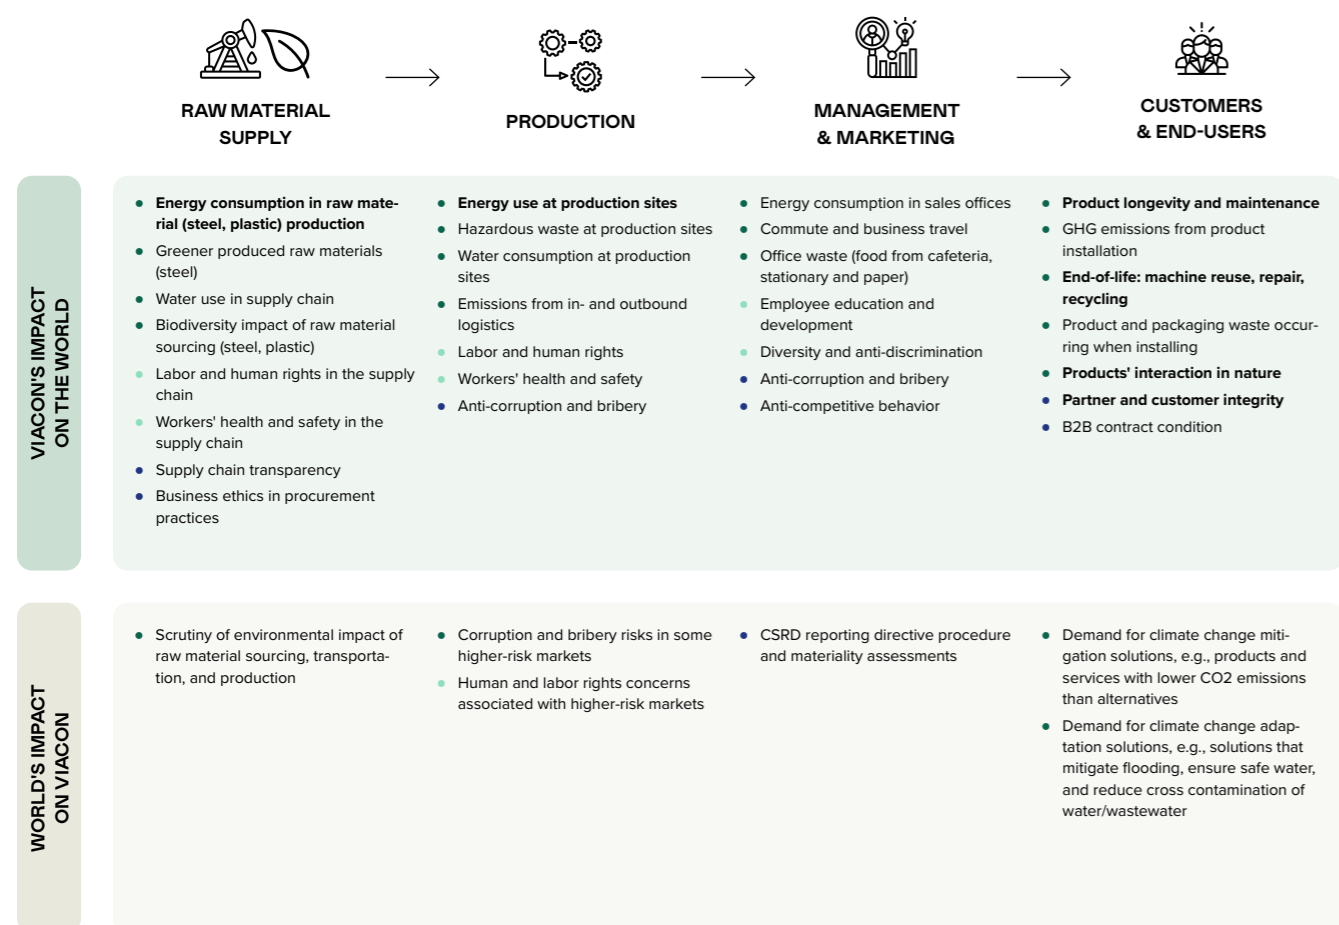 RAW MATERIAL
SUPPLY
PRODUCTION
MANAGEMENT
& MARKETING
CUSTOMERS
& END-USERS
VIACON'S IMPACT
ON THE WORLD
Energy consumption in raw mate-
rial (steel, plastic) production
Greener produced raw materials
(steel)
Water use in supply chain
Biodiversity impact of raw material
sourcing (steel, plastic)
Labor and human rights in the supply
chain
Workers' health and safety in the
supply chain
Supply chain transparency
Business ethics in procurement
practices
Energy use at production sites
Hazardous waste at production sites
Water consumption at production
sites
Emissions from in- and outbound
logistics
Labor and human rights
Workers' health and safety
Anti-corruption and bribery
Energy consumption in sales offices
Commute and business travel
Office waste (food from cafeteria,
stationary and paper)
Employee education and
development
Diversity and anti-discrimination
Anti-corruption and bribery
Anti-competitive behavior
Product longevity and maintenance
GHG emissions from product
installation
End-of-life: machine reuse, repair,
recycling
Product and packaging waste occur-
ring when installing
Products' interaction in nature
Partner and customer integrity
B2B contract condition
WORLD'S IMPACT
ON VIACON
Scrutiny of environmental impact of
raw material sourcing, transporta-
tion, and production
Corruption and bribery risks in some
higher-risk markets
Human and labor rights concerns
associated with higher-risk markets
CSRD reporting directive procedure
and materiality assessments
Demand for climate change miti-
gation solutions, e.g., products and
services with lower CO2 emissions
than alternatives
Demand for climate change adap-
tation solutions, e.g., solutions that
mitigate flooding, ensure safe water,
and reduce cross contamination of
water/wastewater